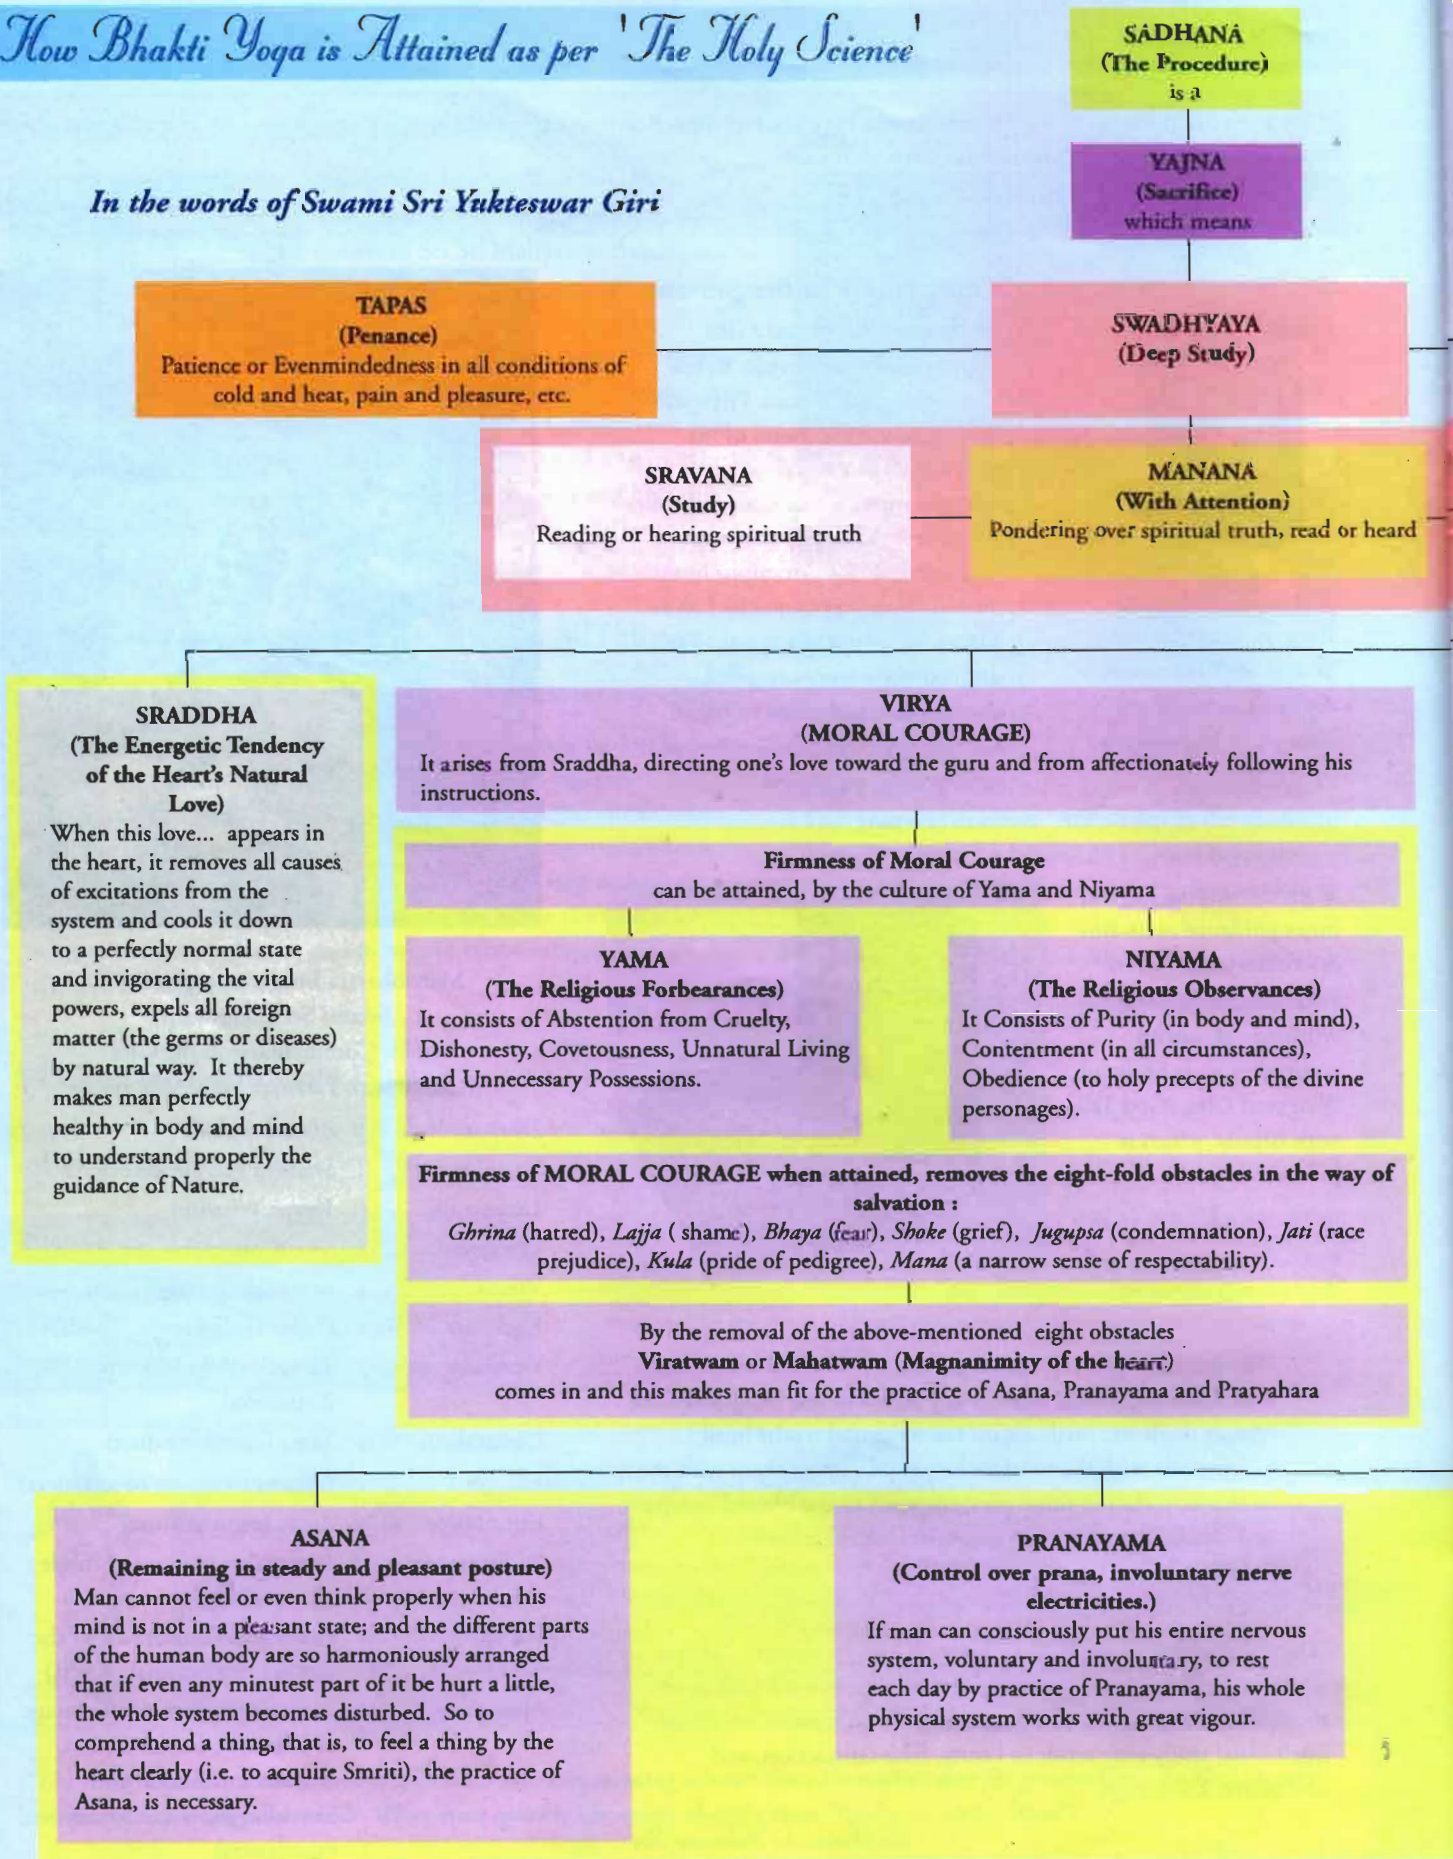 How Bhakti Yoga is Attained as per 'The Holy Science'
SADHANA
(The Procedure)
is a
YAJNA
(Sacrifice)
which means
In the words of Swami Sri Yukteswar Giri
TAPAS
(Penance)
Patience or Evenmindedness in all conditions of
cold and heat, pain and pleasure, etc.
SWADHYAYA
(Deep Study)
SRAVANA
(Study)
Reading or hearing spiritual truth
MANANA
(With Attention)
Pondering over spiritual truth, read or heard
SRADDHA
(The Energetic Tendency
of the Heart's Natural
Love)
When this love... appears in
the heart, it removes all causes
of excitations from the
system and cools it down
to a perfectly normal state
and invigorating the vital
powers, expels all foreign
matter (the germs or diseases)
by natural way. It thereby
makes man perfectly
healthy in body and mind
to understand properly the
guidance of Nature.
VIRYA
(MORAL COURAGE)
It arises from Sraddha, directing one's love toward the guru and from affectionately following his
instructions.
Firmness of Moral Courage
can be attained, by the culture of Yama and Niyama
YAMA
(The Religious Forbearances)
It consists of Abstention from Cruelty,
Dishonesty, Covetousness, Unnatural Living
and Unnecessary Possessions.
NIYAMA
(The Religious Observances)
It Consists of Purity (in body and mind),
Contentment (in all circumstances),
Obedience (to holy precepts of the divine
personages).
Firmness of MORAL COURAGE when attained, removes the eight-fold obstacles in the way of
salvation :
Ghrina (hatred), Lajja ( shame), Bhaya (fear), Shoke (grief), Jugupsa (condemnation), Jati (race
prejudice), Kula (pride of pedigree), Mana (a narrow sense of respectability).
By the removal of the above-mentioned eight obstacles
Viratwam or Mahatwam (Magnanimity of the heart.)
comes in and this makes man fit for the practice of Asana, Pranayama and Pratyahara
ASANA
(Remaining in steady and pleasant posture)
Man cannot feel or even think properly when his
mind is not in a pleasant state; and the different parts
of the human body are so harmoniously arranged
that if even any minutest part of it be hurt a little,
the whole system becomes disturbed. So to
comprehend a thing, that is, to feel a thing by the
heart clearly (i.e. to acquire Smriti), the practice of
Asana, is necessary.
PRANAYAMA
(Control over prana, involuntary nerve
electricities.)
If man can consciously put his entire nervous
system, voluntary and involuntary, to rest
each day by practice of Pranayama, his whole
physical system works with great vigour.